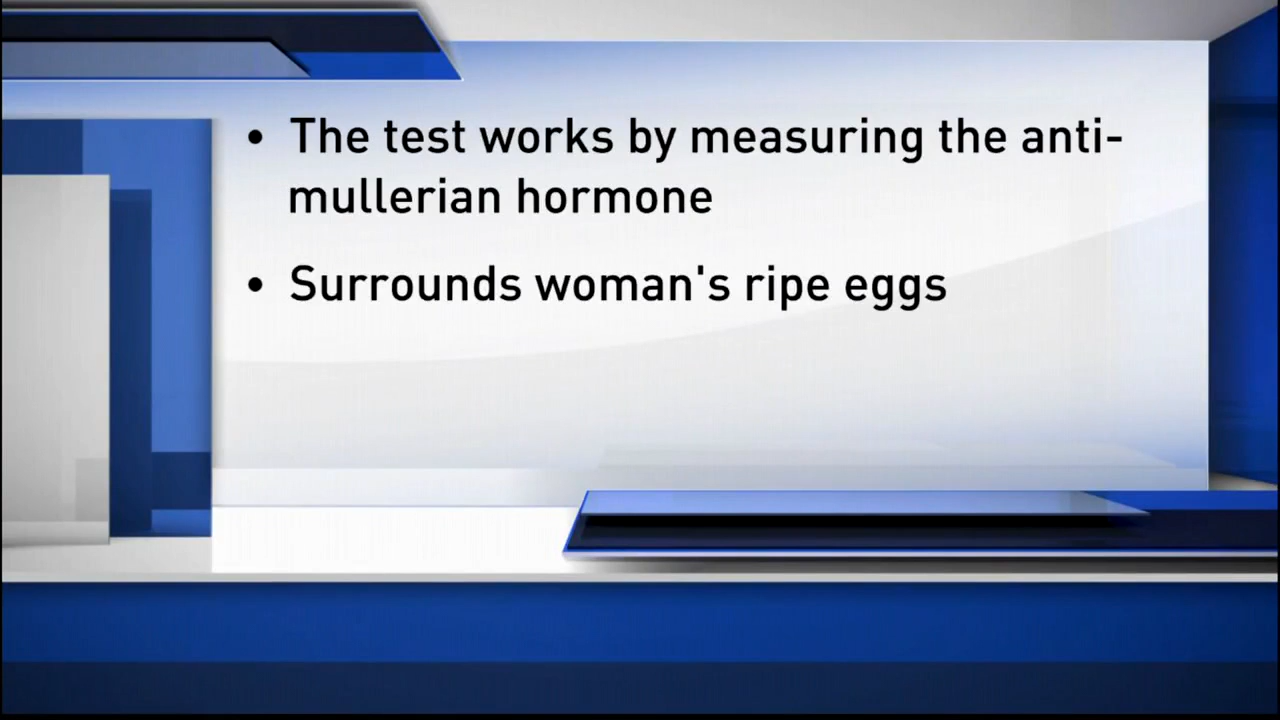 • The test works by measuring the anti-
mullerian hormone
• Surrounds woman's ripe eggs